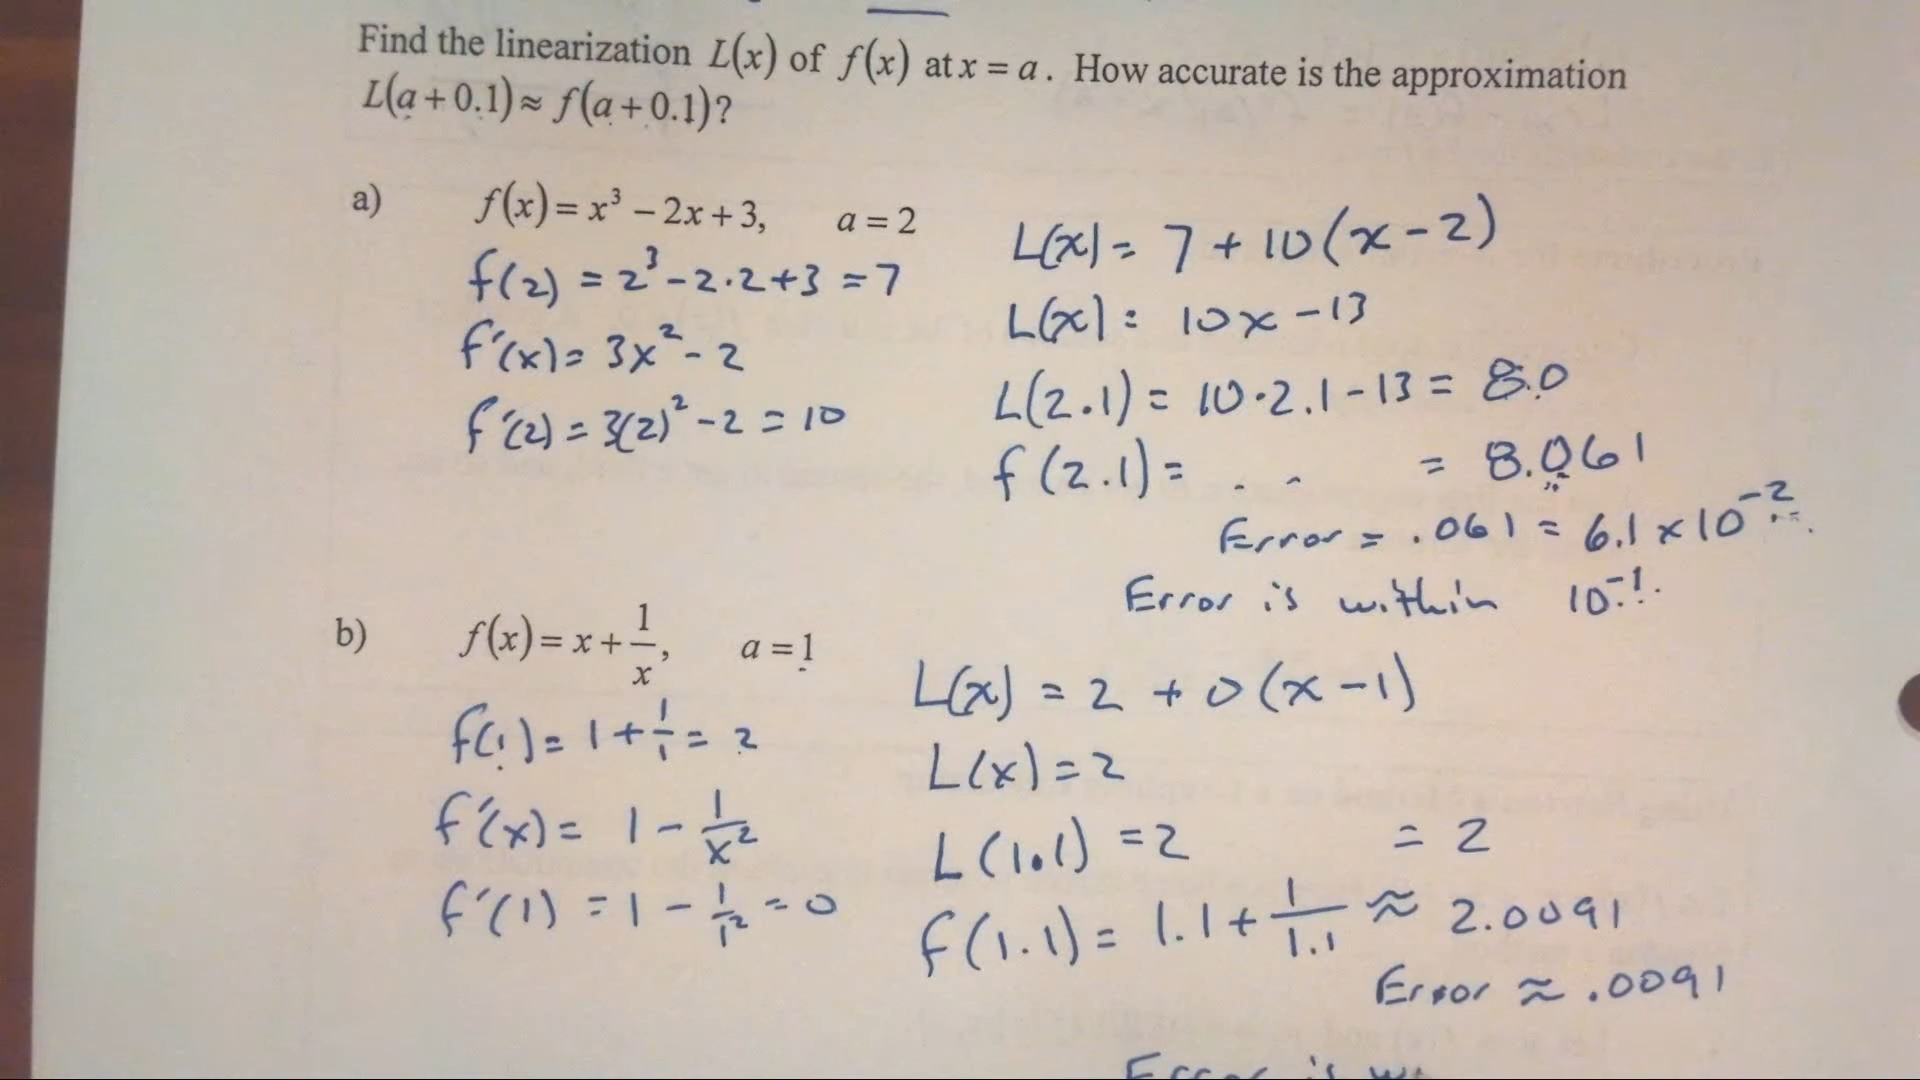 Find the linearization L(x) of f(x) at x = a. How accurate is the approximation
L(a + 0.1) ≈ f(a + 0.1)?
a) f(x) = x³ − 2x + 3, a = 2
f(2) = 2³ − 2·2 + 3 = 7
f'(x) = 3x² − 2
f'(2) = 3(2)² − 2 = 10
L(x) = 7 + 10(x − 2)
L(x) = 10x − 13
L(2.1) = 10·2.1 − 13 = 8.0
f(2.1) = . . = 8.061
Error = .061 = 6.1 × 10⁻²
Error is within 10⁻¹.
b) f(x) = x + 1/x, a = 1
f(1) = 1 + 1/1 = 2
f'(x) = 1 − 1/x²
f'(1) = 1 − 1/1² = 0
L(x) = 2 + 0(x − 1)
L(x) = 2
L(1.1) = 2 = 2
f(1.1) = 1.1 + 1/1.1 ≈ 2.0091
Error ≈ .0091
Error is